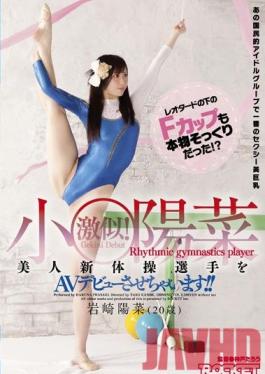 あの国民的アイドルグループで一番のセクシー美巨乳
レオタードの下の
Fカップも
本物そっくり
だった!?
小〇陽菜
激似!
Gekini Debut
Rhythmic gymnastics player
美人新体操選手を
AVデビューさせちゃいます!!
岩﨑陽菜(20歳)
JAVHD
ROCKET